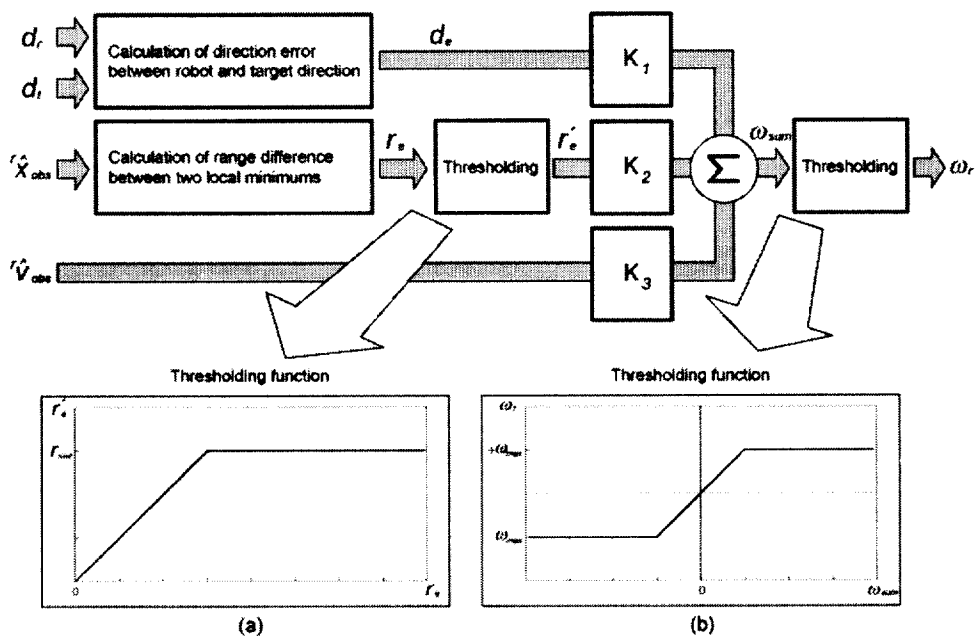 d_r
d_t
Calculation of direction error
between robot and target direction
d_e
K_1
r^X̂_obs
Calculation of range difference
between two local minimums
r_e
Thresholding
r'_e
K_2
Σ
ω_sum
Thresholding
ω_r
r^V̂_obs
K_3
Thresholding function
r'_e
0
r_e
(a)
Thresholding function
ω_r
+ω_max
ω_max
0
ω_sum
(b)